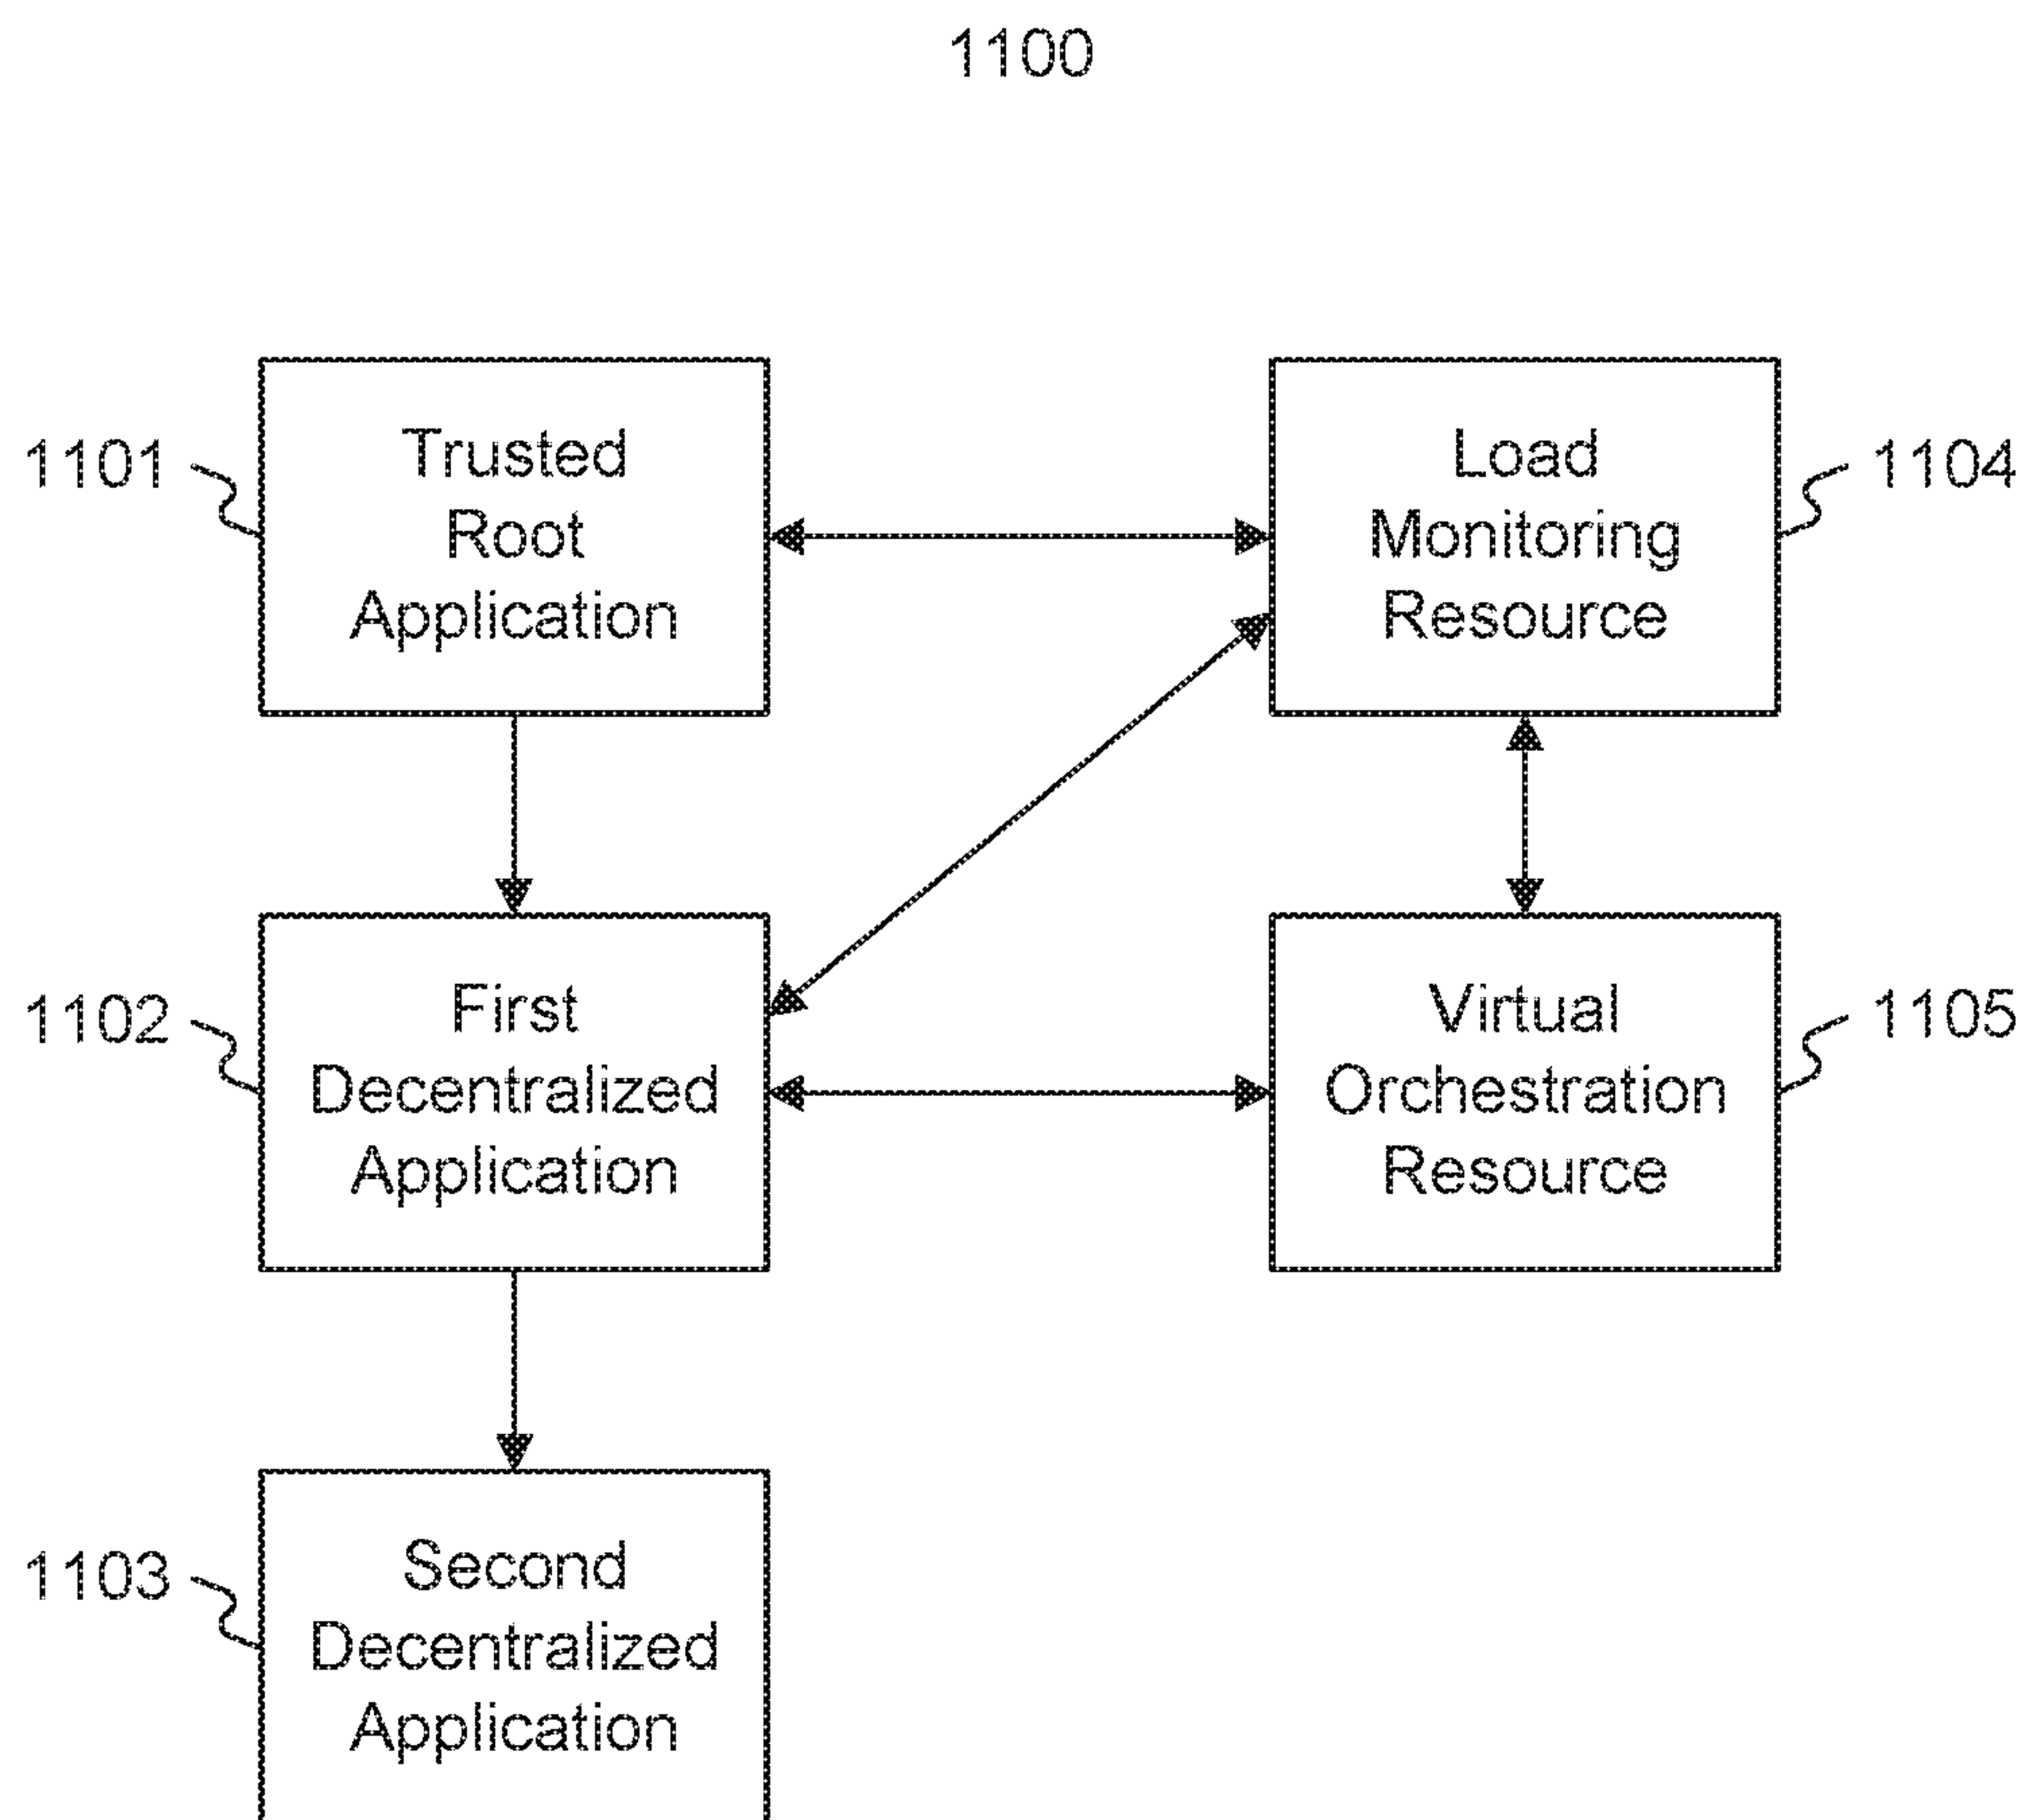 1100
1101
Trusted
Root
Application
Load
Monitoring
Resource
1104
1102
First
Decentralized
Application
Virtual
Orchestration
Resource
1105
1103
Second
Decentralized
Application